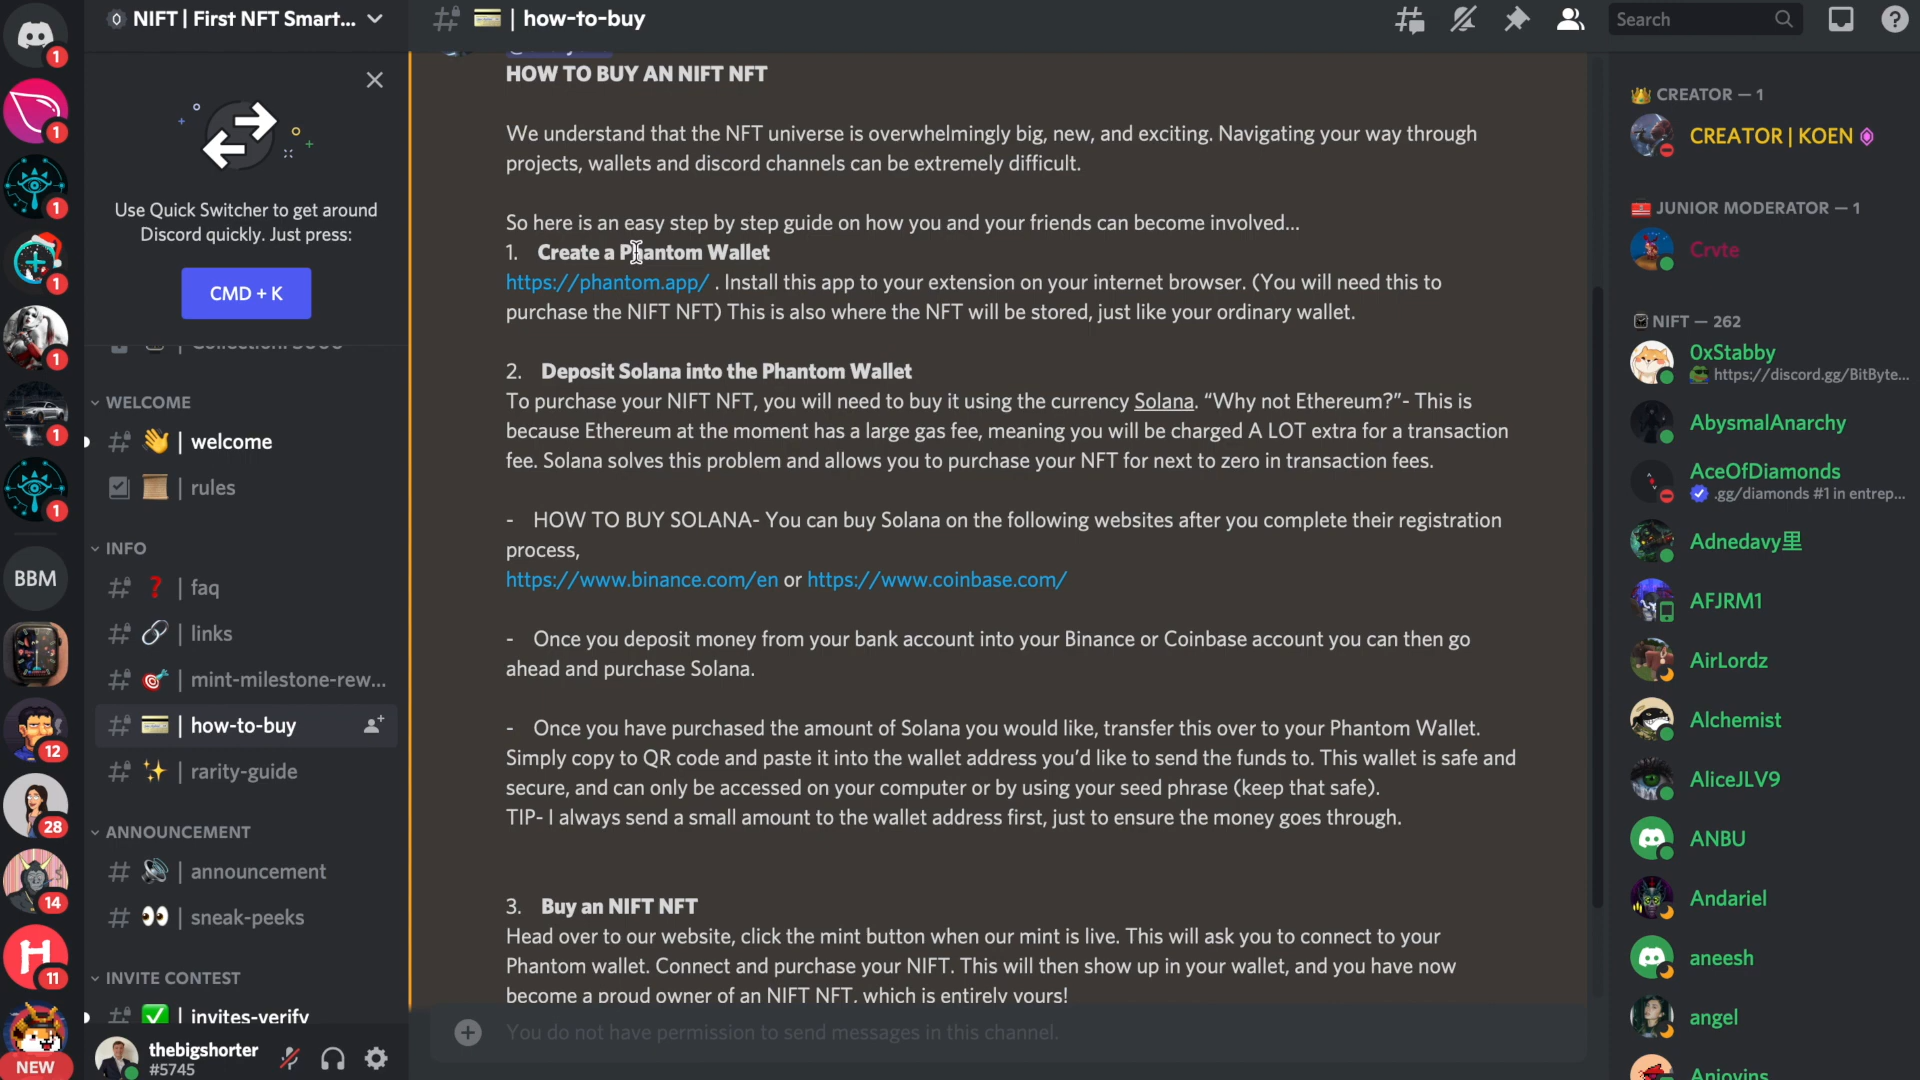 NIFT | First NFT Smart...
Use Quick Switcher to get around
Discord quickly. Just press:
CMD + K
WELCOME
| welcome
| rules
INFO
| faq
| links
| mint-milestone-rew...
| how-to-buy
| rarity-guide
ANNOUNCEMENT
| announcement
| sneak-peeks
INVITE CONTEST
| invites-verify
thebigshorter
#5745
1
1
1
1
1
1
1
BBM
12
28
14
11
NEW
| how-to-buy
HOW TO BUY AN NIFT NFT
We understand that the NFT universe is overwhelmingly big, new, and exciting. Navigating your way through
projects, wallets and discord channels can be extremely difficult.
So here is an easy step by step guide on how you and your friends can become involved...
1. Create a Phantom Wallet
https://phantom.app/ . Install this app to your extension on your internet browser. (You will need this to
purchase the NIFT NFT) This is also where the NFT will be stored, just like your ordinary wallet.
2. Deposit Solana into the Phantom Wallet
To purchase your NIFT NFT, you will need to buy it using the currency Solana. “Why not Ethereum?”- This is
because Ethereum at the moment has a large gas fee, meaning you will be charged A LOT extra for a transaction
fee. Solana solves this problem and allows you to purchase your NFT for next to zero in transaction fees.
- HOW TO BUY SOLANA- You can buy Solana on the following websites after you complete their registration
process,
https://www.binance.com/en or https://www.coinbase.com/
- Once you deposit money from your bank account into your Binance or Coinbase account you can then go
ahead and purchase Solana.
- Once you have purchased the amount of Solana you would like, transfer this over to your Phantom Wallet.
Simply copy to QR code and paste it into the wallet address you’d like to send the funds to. This wallet is safe and
secure, and can only be accessed on your computer or by using your seed phrase (keep that safe).
TIP- I always send a small amount to the wallet address first, just to ensure the money goes through.
3. Buy an NIFT NFT
Head over to our website, click the mint button when our mint is live. This will ask you to connect to your
Phantom wallet. Connect and purchase your NIFT. This will then show up in your wallet, and you have now
become a proud owner of an NIFT NFT, which is entirely yours!
You do not have permission to send messages in this channel.
Search
CREATOR — 1
CREATOR | KOEN
JUNIOR MODERATOR — 1
Crvte
NIFT — 262
0xStabby
https://discord.gg/BitByte...
AbysmalAnarchy
AceOfDiamonds
.gg/diamonds #1 in entrep...
Adnedavy里
AFJRM1
AirLordz
Alchemist
AliceJLV9
ANBU
Andariel
aneesh
angel